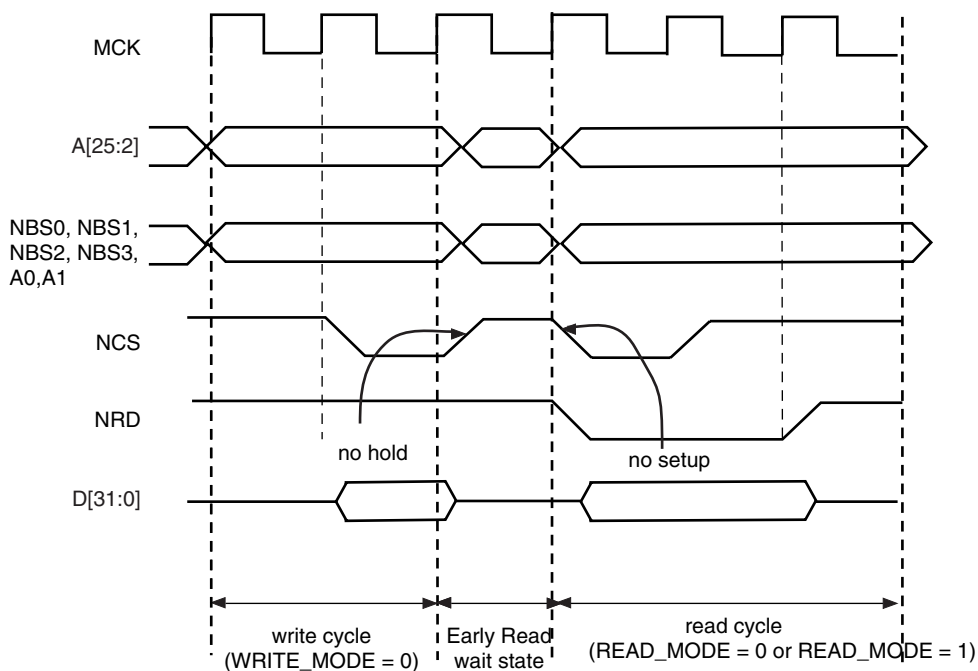 MCK
A[25:2]
NBS0, NBS1,
NBS2, NBS3,
A0,A1
NCS
NRD
no hold
no setup
D[31:0]
write cycle
(WRITE_MODE = 0)
Early Read
wait state
read cycle
(READ_MODE = 0 or READ_MODE = 1)